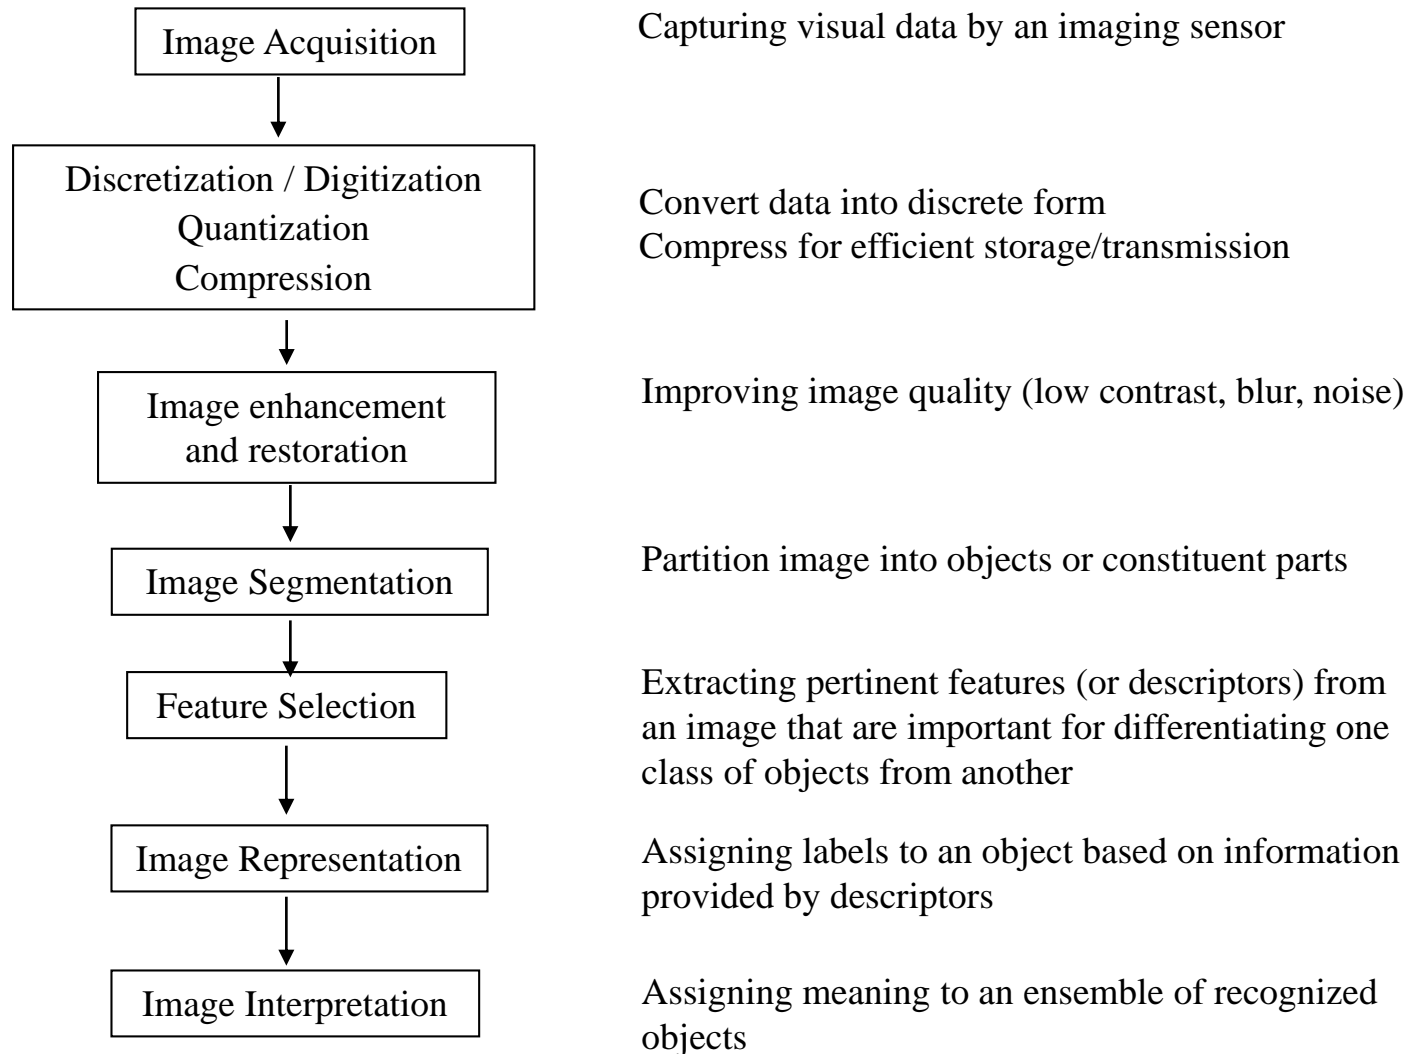 Image Acquisition
Capturing visual data by an imaging sensor
Discretization / Digitization
Quantization
Compression
Convert data into discrete form
Compress for efficient storage/transmission
Image enhancement
and restoration
Improving image quality (low contrast, blur, noise)
Image Segmentation
Partition image into objects or constituent parts
Feature Selection
Extracting pertinent features (or descriptors) from
an image that are important for differentiating one
class of objects from another
Image Representation
Assigning labels to an object based on information
provided by descriptors
Image Interpretation
Assigning meaning to an ensemble of recognized
objects